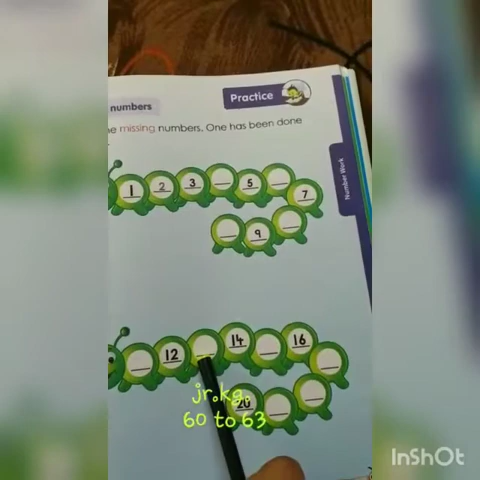 numbers
Practice
missing numbers. One has been done
Number Work
1 2 3 5 7
9
12 14 16
20
jr.kg.
60 to 63
InShOt